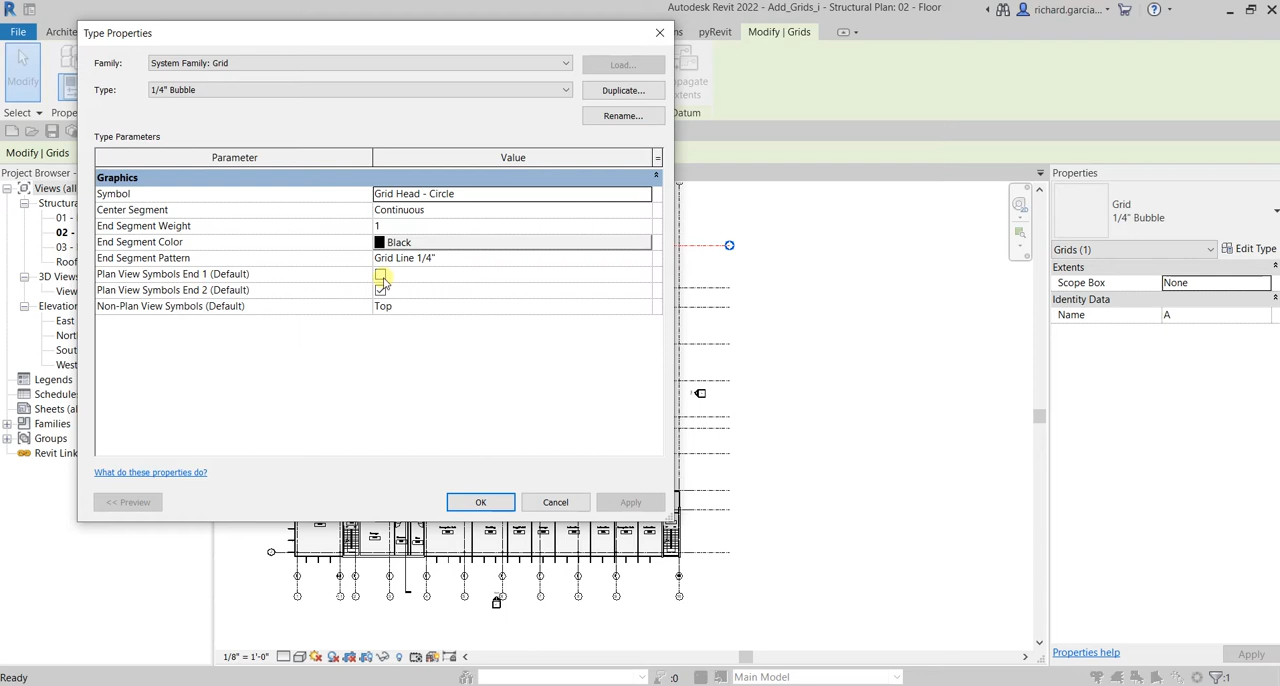 Autodesk Revit 2022 - Add_Grids_i - Structural Plan: 02 - Floor
richard.garcia...
File
Archite
ns
pyRevit
Modify | Grids
Modify
Select
Prope
Datum
Modify | Grids
Project Browser -
Views (all
Structura
01 -
02 -
03 -
Roof
3D Views
View
Elevation
East
Nort
Sout
West
Legends
Schedules
Sheets (al
Families
Groups
Revit Link
Type Properties
Family:
System Family: Grid
Load...
Type:
1/4" Bubble
Duplicate...
Rename...
Type Parameters
Parameter
Value
=
Graphics
Symbol
Grid Head - Circle
Center Segment
Continuous
End Segment Weight
1
End Segment Color
Black
End Segment Pattern
Grid Line 1/4"
Plan View Symbols End 1 (Default)
Plan View Symbols End 2 (Default)
Non-Plan View Symbols (Default)
Top
What do these properties do?
<< Preview
OK
Cancel
Apply
Properties
Grid
1/4" Bubble
Grids (1)
Edit Type
Extents
Scope Box
None
Identity Data
Name
A
Properties help
Apply
1/8" = 1'-0"
Ready
:0
Main Model
:1